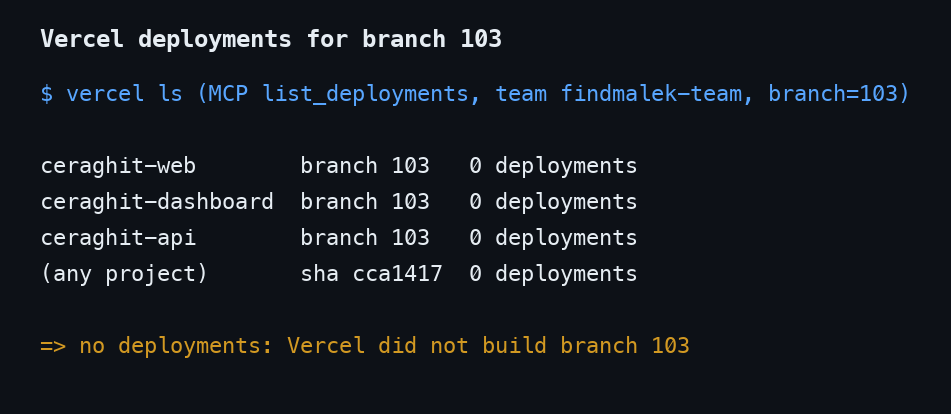 Vercel deployments for branch 103
$ vercel ls (MCP list_deployments, team findmalek-team, branch=103)
ceraghit-web        branch 103   0 deployments
ceraghit-dashboard  branch 103   0 deployments
ceraghit-api        branch 103   0 deployments
(any project)       sha cca1417  0 deployments
=> no deployments: Vercel did not build branch 103